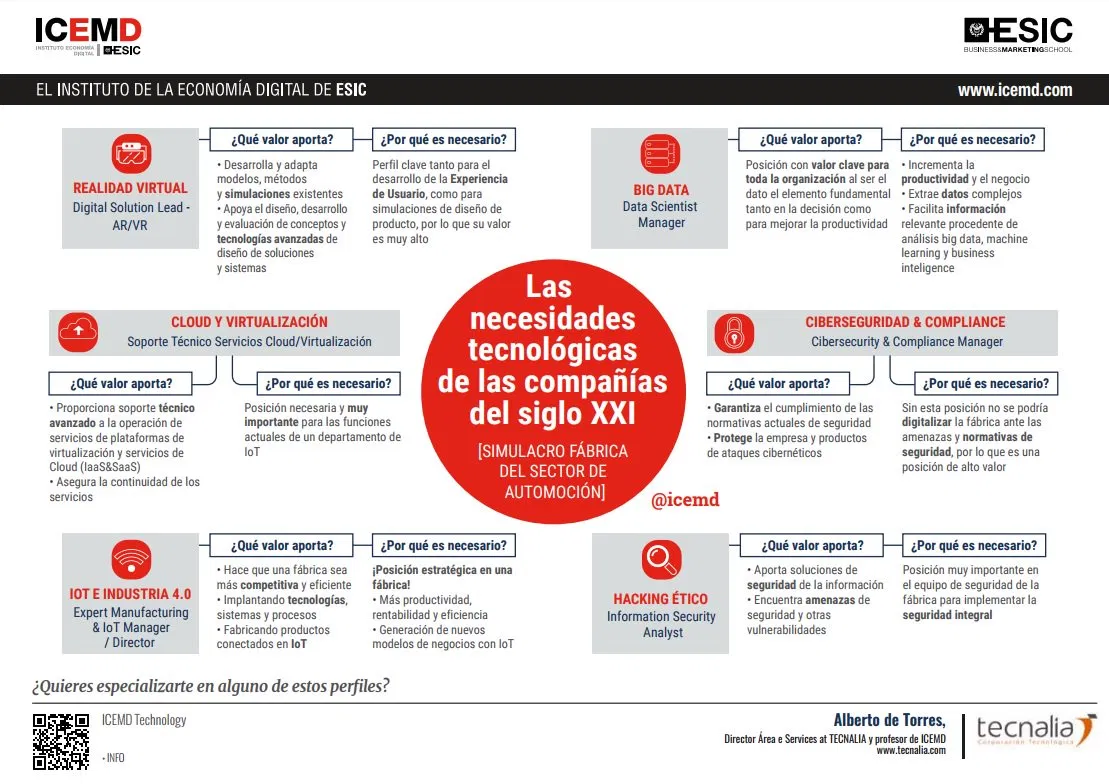 ICEMD
INSTITUTO ECONOMÍA
DIGITAL
ESIC
ESIC
BUSINESS&MARKETINGSCHOOL
EL INSTITUTO DE LA ECONOMÍA DIGITAL DE ESIC
www.icemd.com
REALIDAD VIRTUAL
Digital Solution Lead -
AR/VR
¿Qué valor aporta?
• Desarrolla y adapta
modelos, métodos
y simulaciones existentes
• Apoya el diseño, desarrollo
y evaluación de conceptos y
tecnologías avanzadas de
diseño de soluciones
y sistemas
¿Por qué es necesario?
Perfil clave tanto para el
desarrollo de la Experiencia
de Usuario, como para
simulaciones de diseño de
producto, por lo que su valor
es muy alto
BIG DATA
Data Scientist
Manager
¿Qué valor aporta?
Posición con valor clave para
toda la organización al ser el
dato el elemento fundamental
tanto en la decisión como
para mejorar la productividad
¿Por qué es necesario?
• Incrementa la
productividad y el negocio
• Extrae datos complejos
• Facilita información
relevante procedente de
análisis big data, machine
learning y business
inteligence
Las
necesidades
tecnológicas
de las compañías
del siglo XXI
[SIMULACRO FÁBRICA
DEL SECTOR DE
AUTOMOCIÓN]
@icemd
CLOUD Y VIRTUALIZACIÓN
Soporte Técnico Servicios Cloud/Virtualización
¿Qué valor aporta?
• Proporciona soporte técnico
avanzado a la operación de
servicios de plataformas de
virtualización y servicios de
Cloud (IaaS&SaaS)
• Asegura la continuidad de los
servicios
¿Por qué es necesario?
Posición necesaria y muy
importante para las funciones
actuales de un departamento de
IoT
CIBERSEGURIDAD & COMPLIANCE
Cibersecurity & Compliance Manager
¿Qué valor aporta?
• Garantiza el cumplimiento de las
normativas actuales de seguridad
• Protege la empresa y productos
de ataques cibernéticos
¿Por qué es necesario?
Sin esta posición no se podría
digitalizar la fábrica ante las
amenazas y normativas de
seguridad, por lo que es una
posición de alto valor
IOT E INDUSTRIA 4.0
Expert Manufacturing
& IoT Manager
/ Director
¿Qué valor aporta?
• Hace que una fábrica sea
más competitiva y eficiente
• Implantando tecnologías,
sistemas y procesos
• Fabricando productos
conectados en IoT
¿Por qué es necesario?
¡Posición estratégica en una
fábrica!
• Más productividad,
rentabilidad y eficiencia
• Generación de nuevos
modelos de negocios con IoT
HACKING ÉTICO
Information Security
Analyst
¿Qué valor aporta?
• Aporta soluciones de
seguridad de la información
• Encuentra amenazas de
seguridad y otras
vulnerabilidades
¿Por qué es necesario?
Posición muy importante en
el equipo de seguridad de la
fábrica para implementar la
seguridad integral
¿Quieres especializarte en alguno de estos perfiles?
ICEMD Technology
• INFO
Alberto de Torres,
Director Área e Services at TECNALIA y profesor de ICEMD
www.tecnalia.com
tecnalia
Corporación Tecnológica